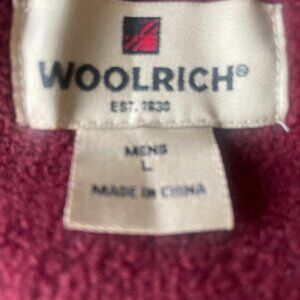 WOOLRICH®
EST. 1830
MENS
L
MADE IN CHINA